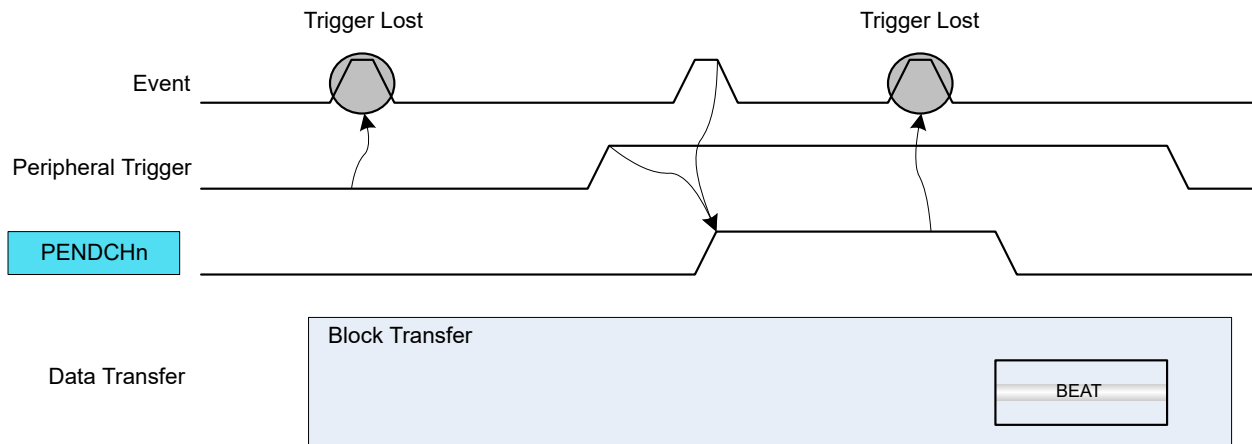 Trigger Lost
Trigger Lost
Event
Peripheral Trigger
PENDCHn
Block Transfer
Data Transfer
BEAT